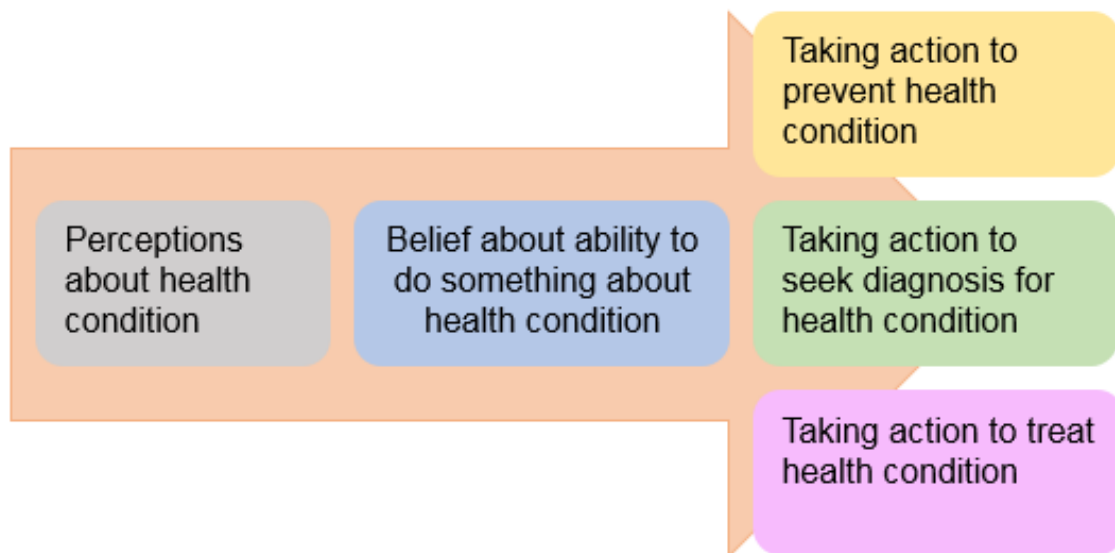 Taking action to
prevent health
condition
Perceptions
about health
condition
Belief about ability to
do something about
health condition
Taking action to
seek diagnosis for
health condition
Taking action to treat
health condition